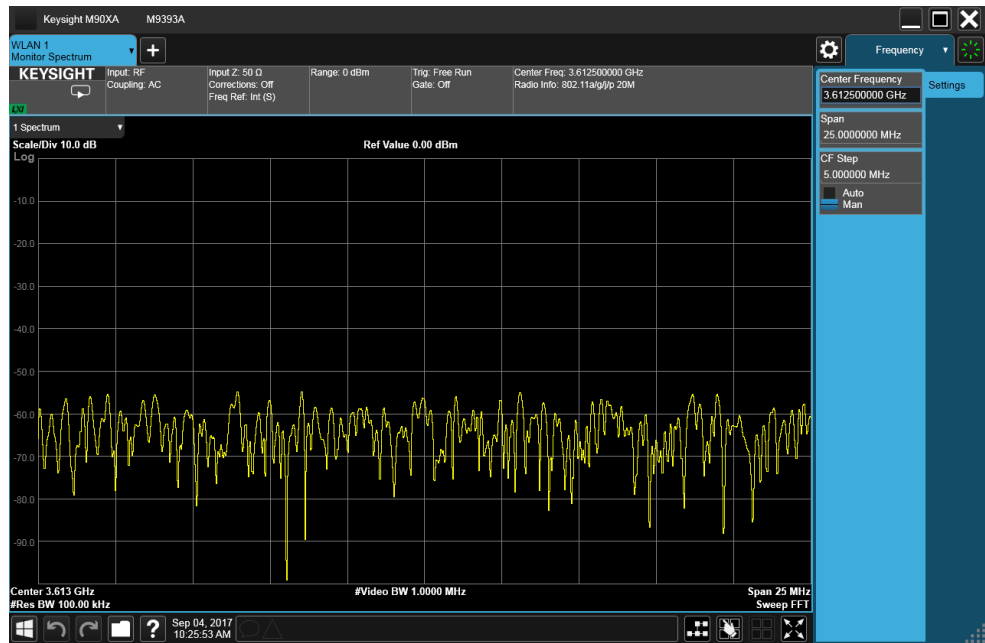 Keysight M90XA M9393A
WLAN 1
Monitor Spectrum
+
Frequency
KEYSIGHT
LXI
Input: RF
Coupling: AC
Input Z: 50 Ω
Corrections: Off
Freq Ref: Int (S)
Range: 0 dBm
Trig: Free Run
Gate: Off
Center Freq: 3.612500000 GHz
Radio Info: 802.11a/g/j/p 20M
Center Frequency
3.612500000 GHz
Settings
Span
25.0000000 MHz
CF Step
5.000000 MHz
Auto
Man
1 Spectrum
Scale/Div 10.0 dB
Ref Value 0.00 dBm
Log
-10.0
-20.0
-30.0
-40.0
-50.0
-60.0
-70.0
-80.0
-90.0
Center 3.613 GHz
#Video BW 1.0000 MHz
Span 25 MHz
#Res BW 100.00 kHz
Sweep FFT
?
Sep 04, 2017
10:25:53 AM